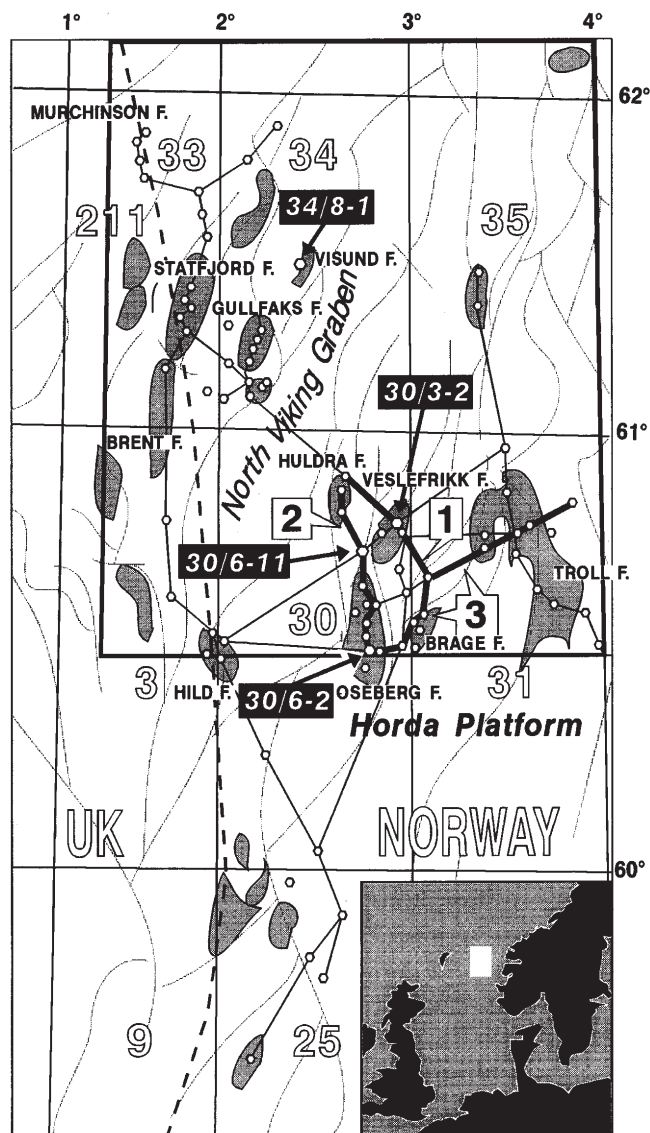 1° 2° 3° 4°
62°
MURCHINSON F.
33 34
34/8-1
211 35
VISUND F.
STATFJORD F.
GULLFAKS F.
North Viking Graben
30/3-2
61°
BRENT F.
HULDRA F.
VESLEFRIKK F.
2 1
30/6-11
TROLL F.
30 3
BRAGE F.
3 HILD F. 30/6-2 OSEBERG F. 31
Horda Platform
UK NORWAY
60°
9 25